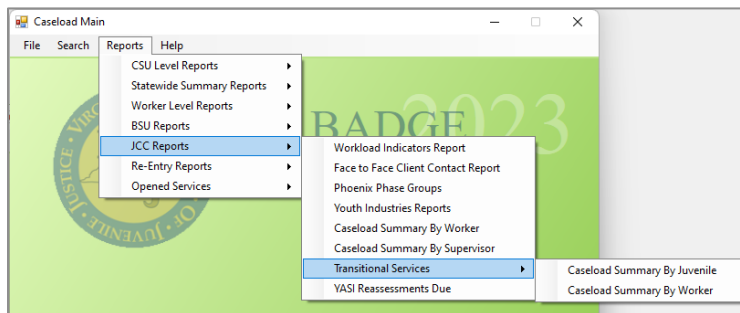 Caseload Main
File Search Reports Help
CSU Level Reports
Statewide Summary Reports
Worker Level Reports
BSU Reports
JCC Reports
Re-Entry Reports
Opened Services
BADGE 2023
VIRG
JUSTICE
OF JUVENILE
Workload Indicators Report
Face to Face Client Contact Report
Phoenix Phase Groups
Youth Industries Reports
Caseload Summary By Worker
Caseload Summary By Supervisor
Transitional Services
YASI Reassessments Due
Caseload Summary By Juvenile
Caseload Summary By Worker